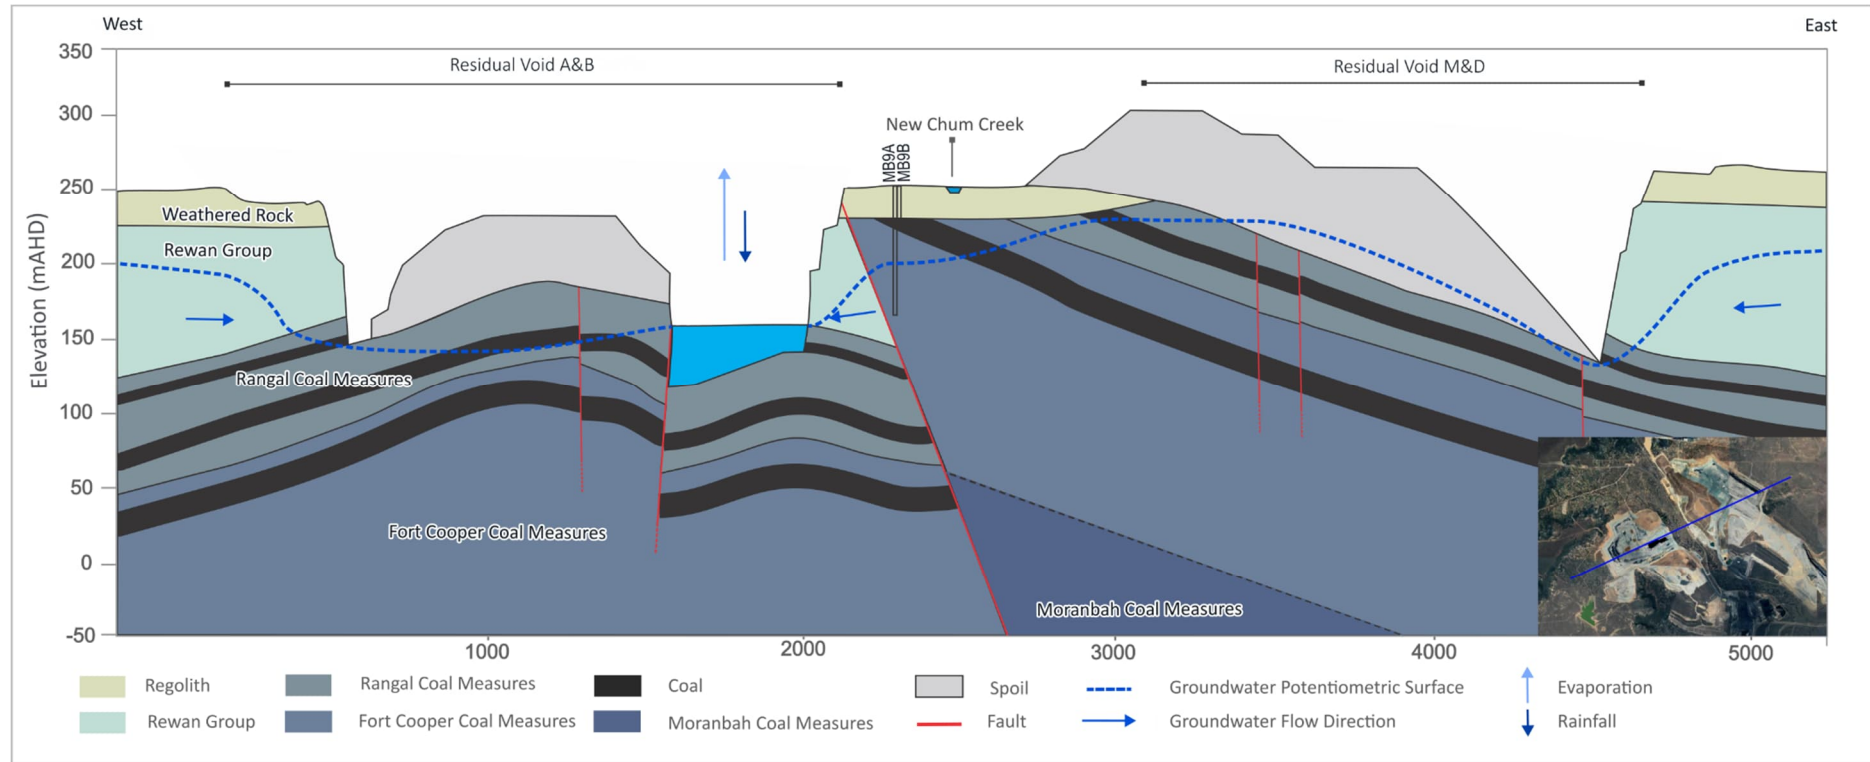 West
East
Residual Void A&B
Residual Void M&D
New Chum Creek
MB9A
MB9B
Elevation (mAHD)
350
300
250
200
150
100
50
0
-50
Weathered Rock
Rewan Group
Rangal Coal Measures
Fort Cooper Coal Measures
Moranbah Coal Measures
1000
2000
3000
4000
5000
Regolith
Rangal Coal Measures
Coal
Spoil
Groundwater Potentiometric Surface
Evaporation
Rewan Group
Fort Cooper Coal Measures
Moranbah Coal Measures
Fault
Groundwater Flow Direction
Rainfall